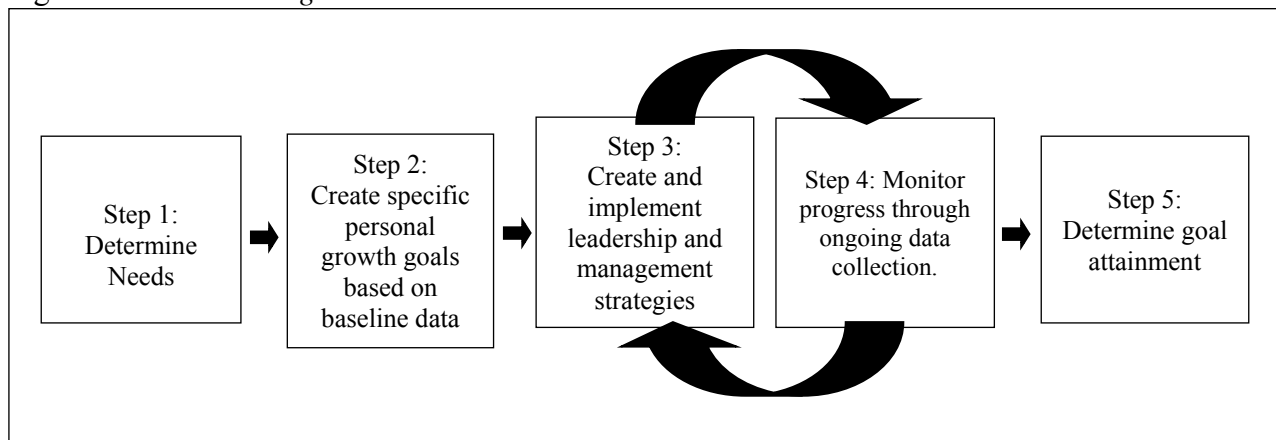 Step 1:
Determine
Needs
Step 2:
Create specific
personal
growth goals
based on
baseline data
Step 3:
Create and
implement
leadership and
management
strategies
Step 4: Monitor
progress through
ongoing data
collection.
Step 5:
Determine goal
attainment